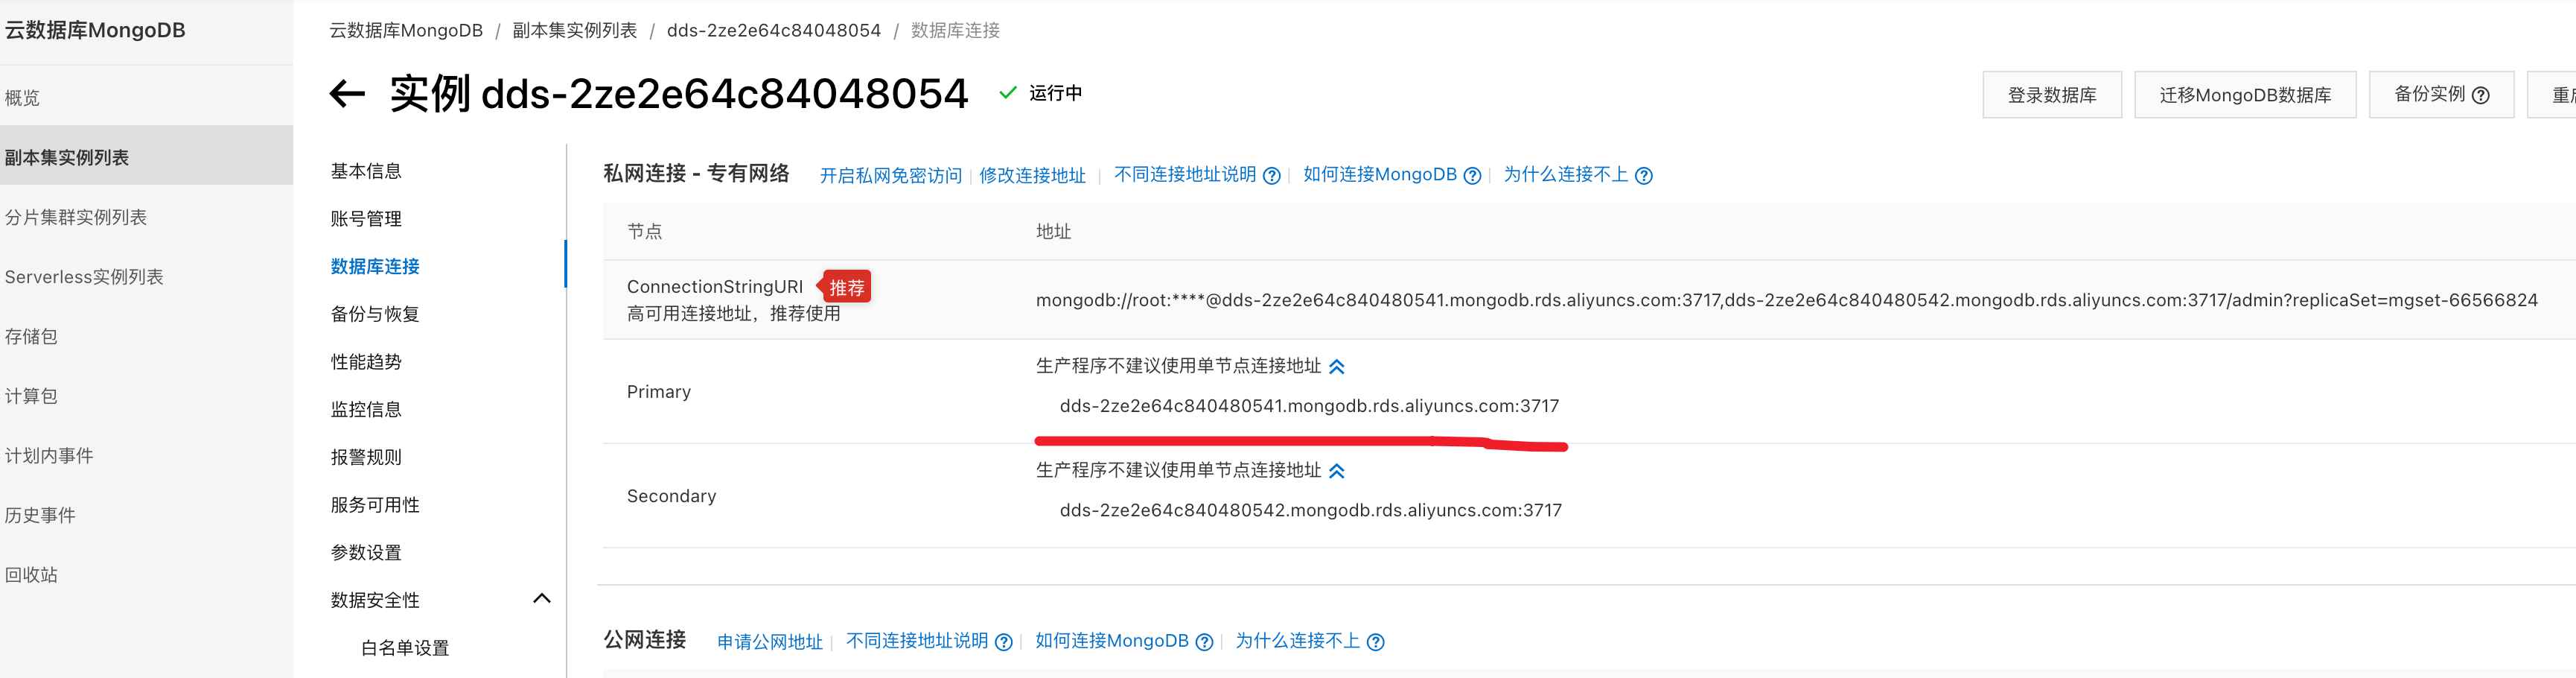 云数据库MongoDB
概览
副本集实例列表
分片集群实例列表
Serverless实例列表
存储包
计算包
计划内事件
历史事件
回收站
云数据库MongoDB / 副本集实例列表 / dds-2ze2e64c84048054 / 数据库连接
实例 dds-2ze2e64c84048054 运行中
登录数据库 迁移MongoDB数据库 备份实例 重
基本信息
账号管理
数据库连接
备份与恢复
性能趋势
监控信息
报警规则
服务可用性
参数设置
数据安全性
白名单设置
私网连接 - 专有网络 开启私网免密访问 修改连接地址 不同连接地址说明 如何连接MongoDB 为什么连接不上
节点 地址
ConnectionStringURI 推荐
高可用连接地址，推荐使用
mongodb://root:****@dds-2ze2e64c840480541.mongodb.rds.aliyuncs.com:3717,dds-2ze2e64c840480542.mongodb.rds.aliyuncs.com:3717/admin?replicaSet=mgset-66566824
Primary
生产程序不建议使用单节点连接地址
dds-2ze2e64c840480541.mongodb.rds.aliyuncs.com:3717
Secondary
生产程序不建议使用单节点连接地址
dds-2ze2e64c840480542.mongodb.rds.aliyuncs.com:3717
公网连接 申请公网地址 不同连接地址说明 如何连接MongoDB 为什么连接不上